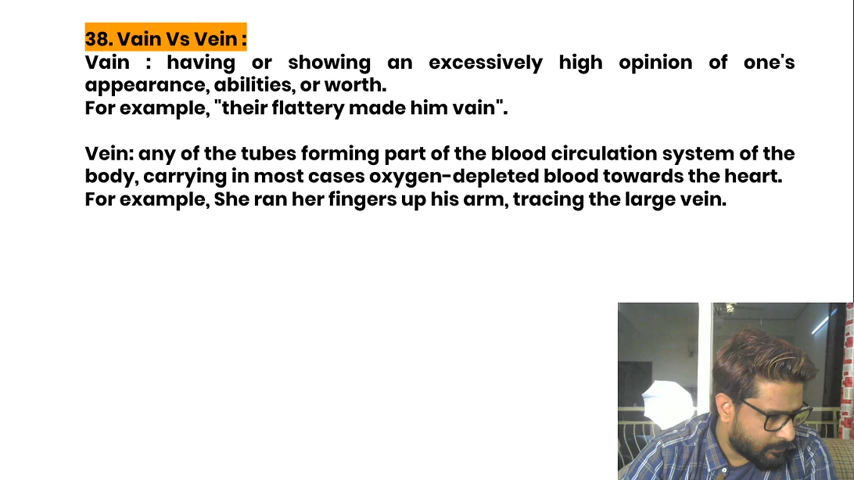 38. Vain Vs Vein :
Vain : having or showing an excessively high opinion of one's
appearance, abilities, or worth.
For example, "their flattery made him vain".
Vein: any of the tubes forming part of the blood circulation system of the
body, carrying in most cases oxygen-depleted blood towards the heart.
For example, She ran her fingers up his arm, tracing the large vein.